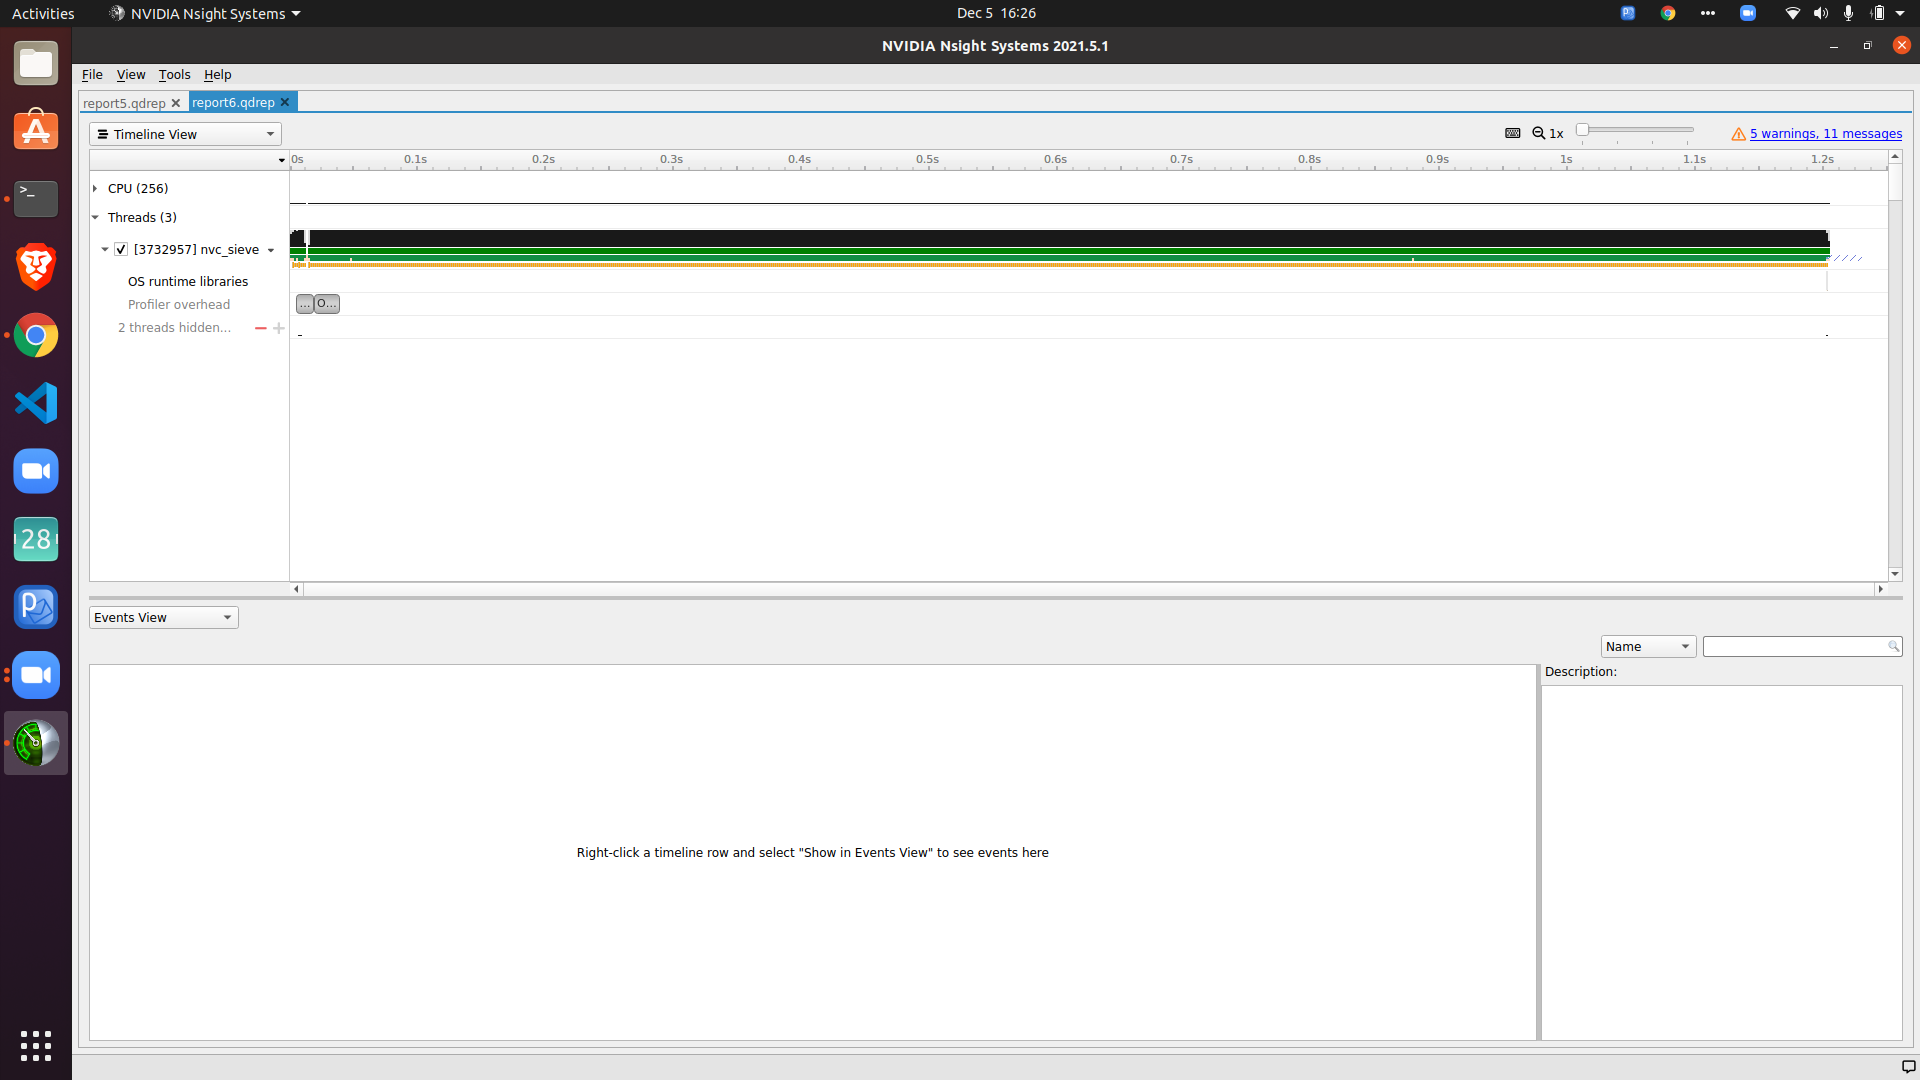 Activities NVIDIA Nsight Systems Dec 5 16:26
NVIDIA Nsight Systems 2021.5.1
File View Tools Help
report5.qdrep report6.qdrep
Timeline View 1x 5 warnings, 11 messages
0s 0.1s 0.2s 0.3s 0.4s 0.5s 0.6s 0.7s 0.8s 0.9s 1s 1.1s 1.2s
CPU (256)
Threads (3)
[3732957] nvc_sieve
OS runtime libraries
Profiler overhead ... O...
2 threads hidden...
Events View
Name
Description:
Right-click a timeline row and select "Show in Events View" to see events here
>_
28